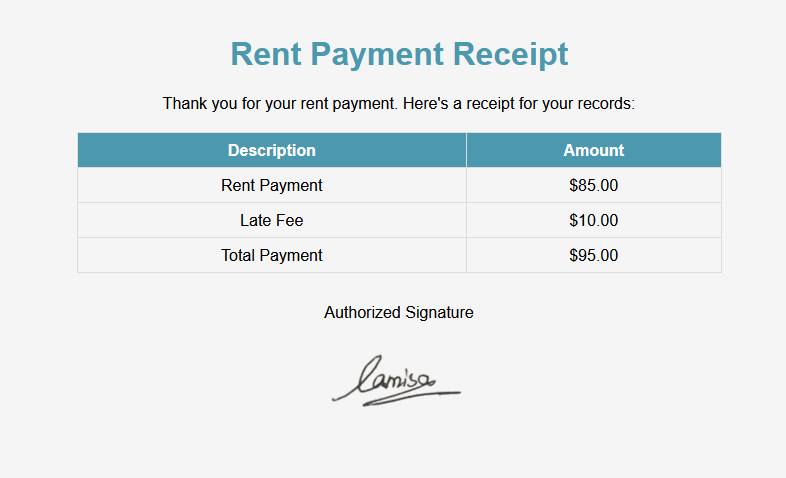 Rent Payment Receipt
Thank you for your rent payment. Here's a receipt for your records:
Description Amount
Rent Payment $85.00
Late Fee $10.00
Total Payment $95.00
Authorized Signature
Lamisa